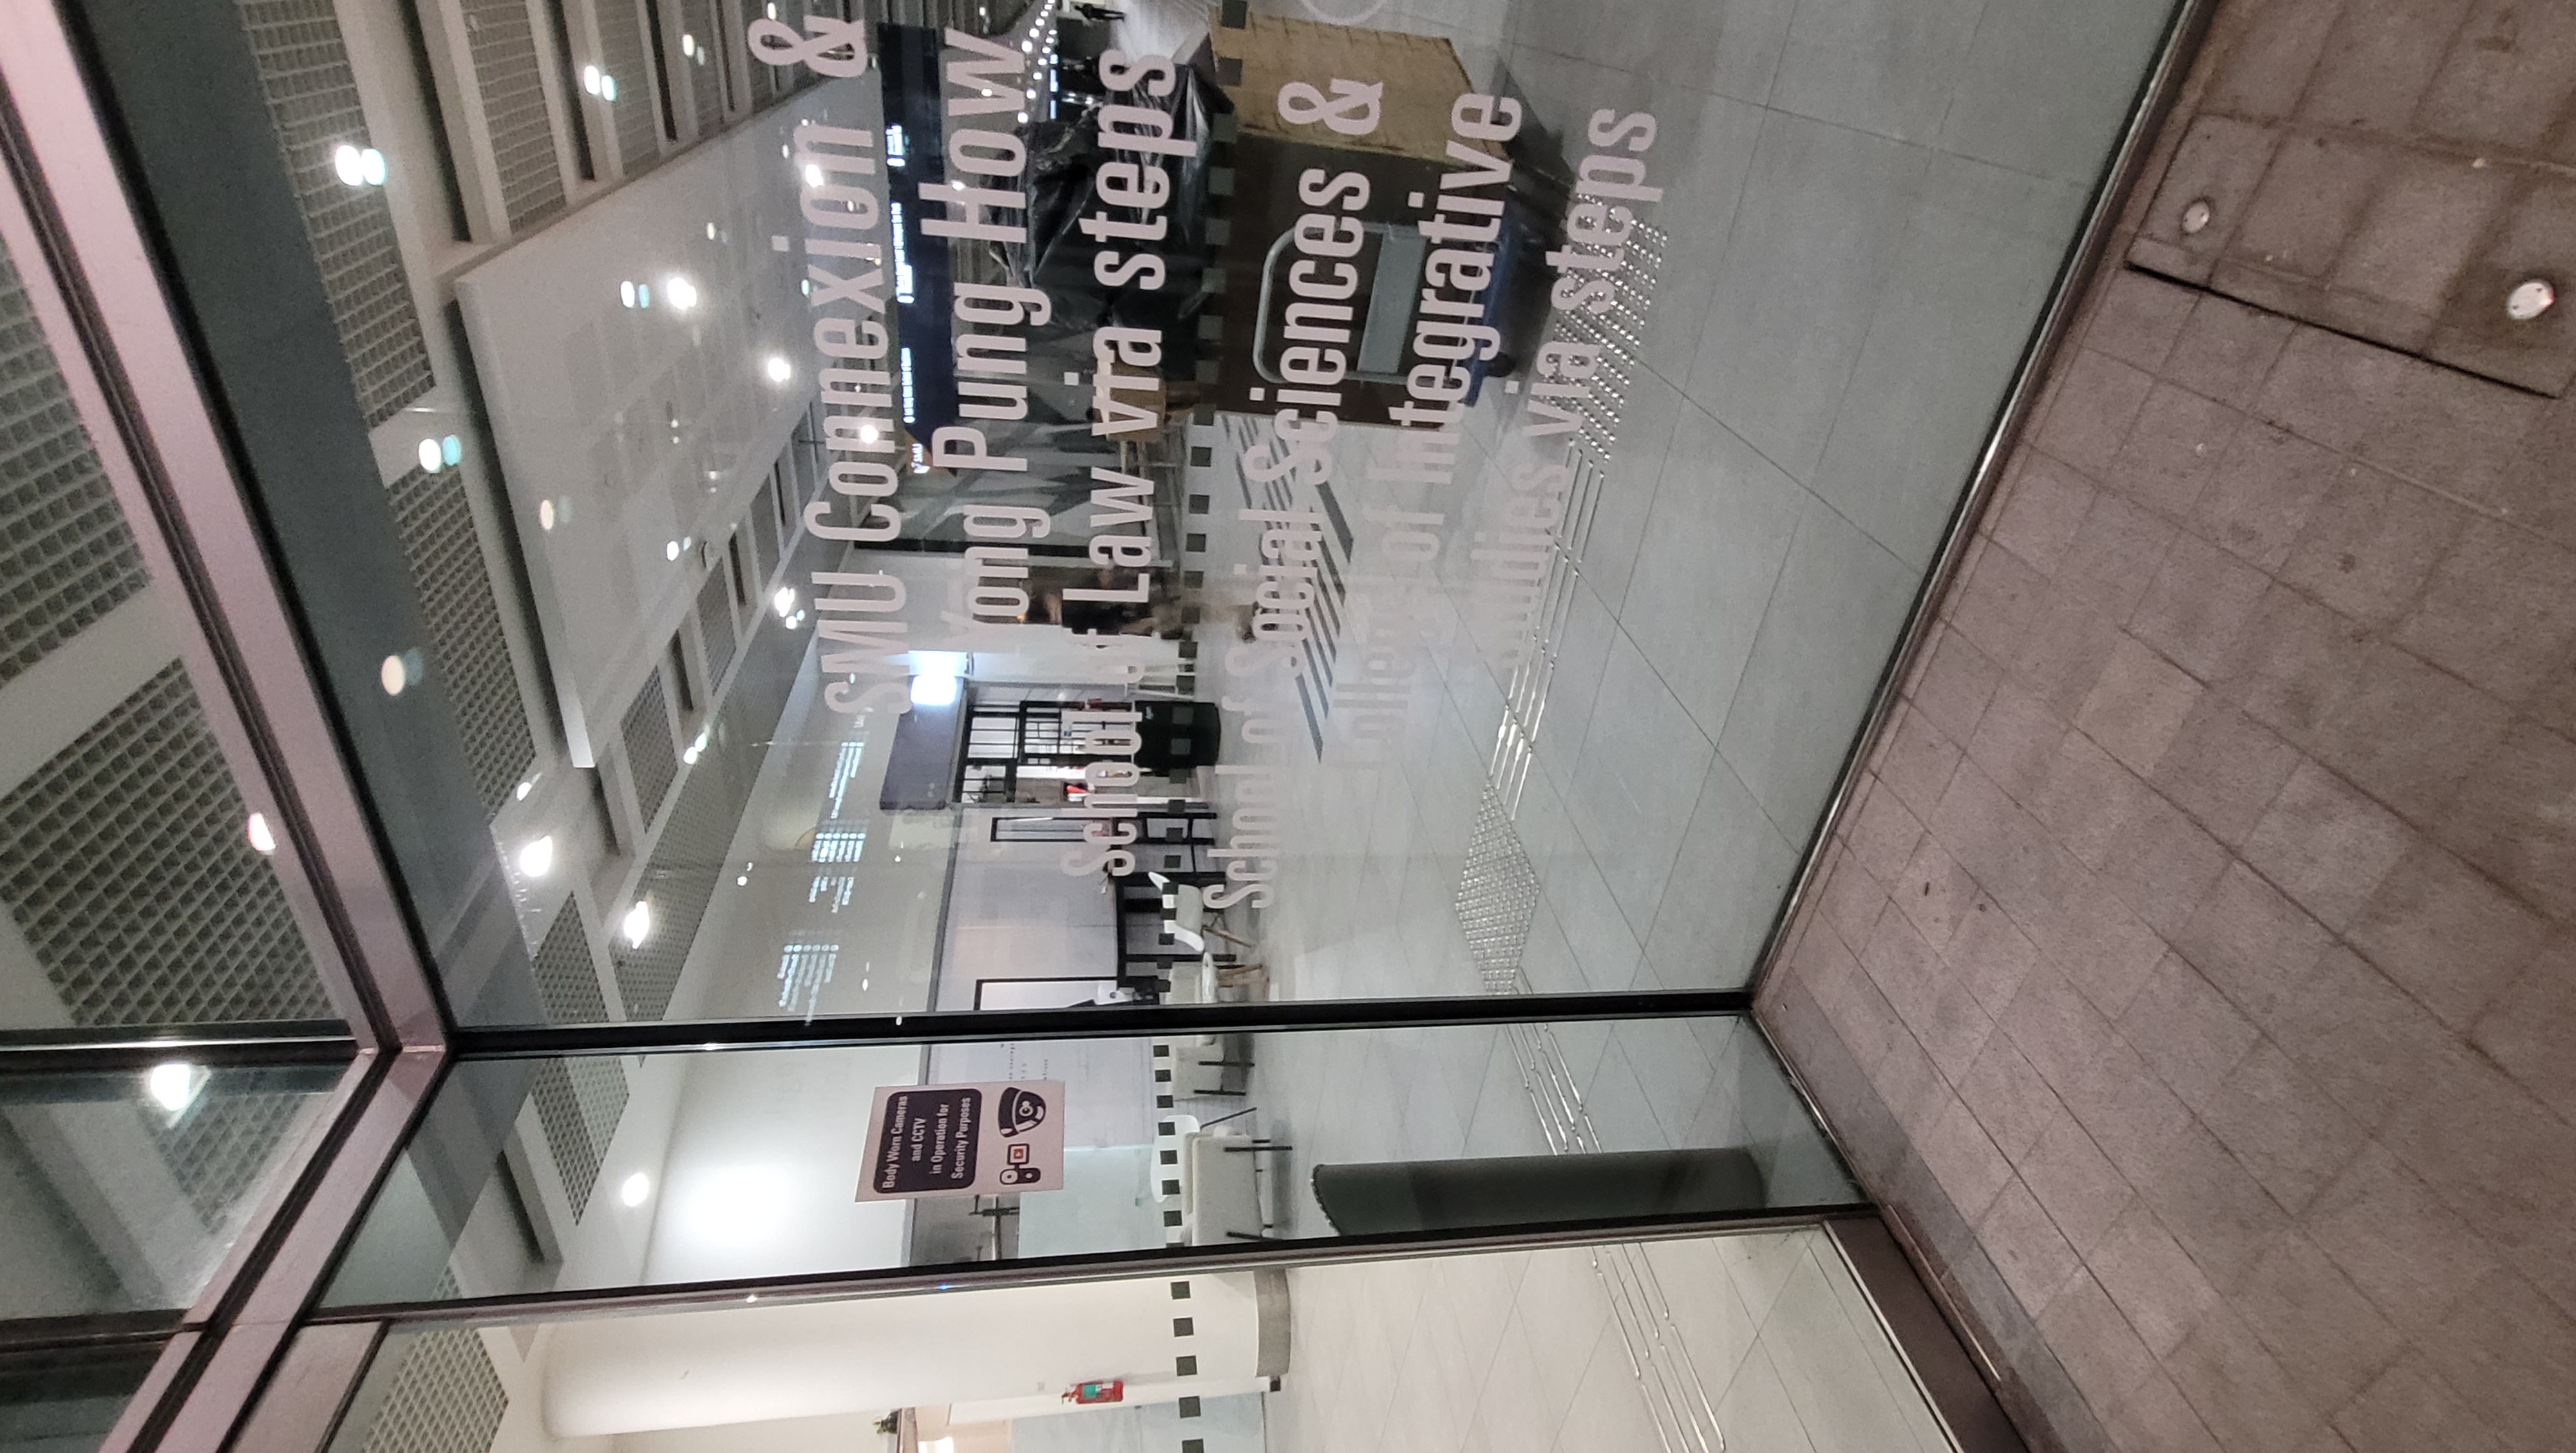 Body Worn Cameras
and CCTV
in Operation for
Security Purposes
SMU Connexion &
Yong Pung How
School of Law via steps
School of Social Sciences &
College of Integrative
Studies via steps
SMU